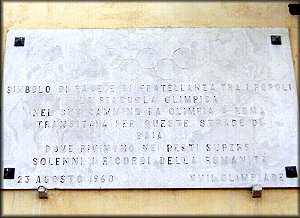 SIMBOLO DI PACE E DI FRATELLANZA TRA I POPOLI
LA FIACCOLA OLIMPICA
NEL SUO CAMMINO DA OLIMPIA A ROMA
TRANSITAVA PER QUESTE STRADE DI
BAIA
DOVE RIVIVONO NEI RESTI SUPERBI
SOLENNI I RICORDI DELLA ROMANITÀ
23 AGOSTO 1960 XVII OLIMPIADE